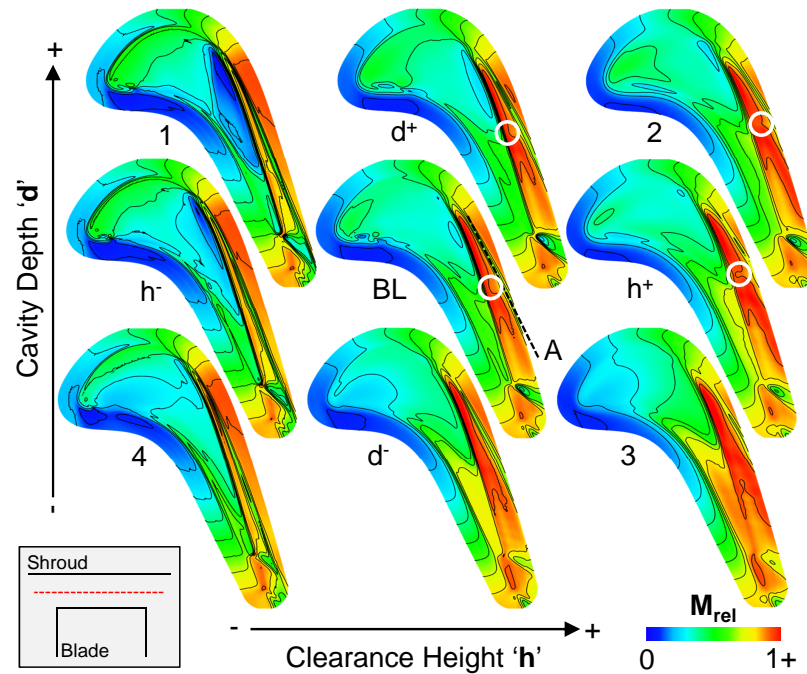 +
1
d+
2
Cavity Depth 'd'
h-
BL
h+
A
4
d-
3
-
Shroud
Blade
-
+
Clearance Height 'h'
Mrel
0
1+